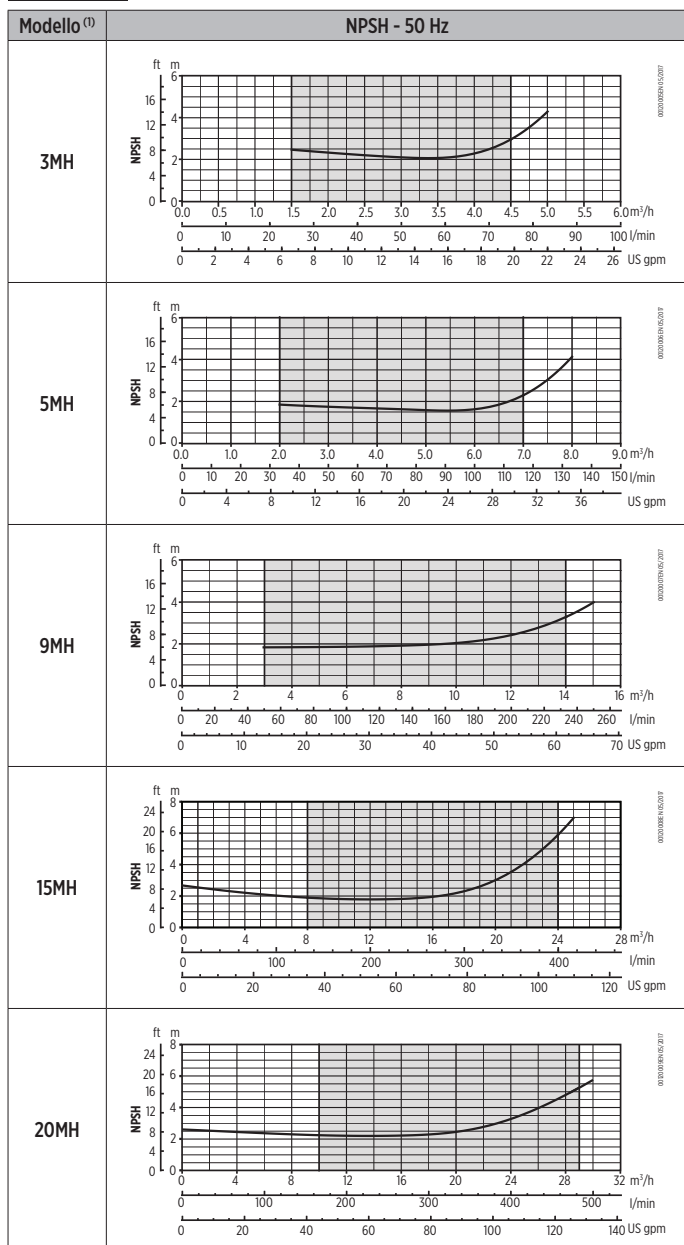 Modello (1) NPSH - 50 Hz
3MH
ft m
NPSH
16
12
8
4
0
6
4
2
0
0.0 0.5 1.0 1.5 2.0 2.5 3.0 3.5 4.0 4.5 5.0 5.5 6.0 m³/h
0 10 20 30 40 50 60 70 80 90 100 l/min
0 2 4 6 8 10 12 14 16 18 20 22 24 26 US gpm
5MH
ft m
NPSH
16
12
8
4
0
6
4
2
0
0.0 1.0 2.0 3.0 4.0 5.0 6.0 7.0 8.0 9.0 m³/h
0 10 20 30 40 50 60 70 80 90 100 110 120 130 140 150 l/min
0 4 8 12 16 20 24 28 32 36 US gpm
9MH
ft m
NPSH
16
12
8
4
0
6
4
2
0
0 2 4 6 8 10 12 14 16 m³/h
0 20 40 60 80 100 120 140 160 180 200 220 240 260 l/min
0 10 20 30 40 50 60 70 US gpm
15MH
ft m
NPSH
24
20
16
12
8
4
0
8
6
4
2
0
0 4 8 12 16 20 24 28 m³/h
0 100 200 300 400 l/min
0 20 40 60 80 100 120 US gpm
20MH
ft m
NPSH
24
20
16
12
8
4
0
8
6
4
2
0
0 4 8 12 16 20 24 28 32 m³/h
0 100 200 300 400 500 l/min
0 20 40 60 80 100 120 140 US gpm